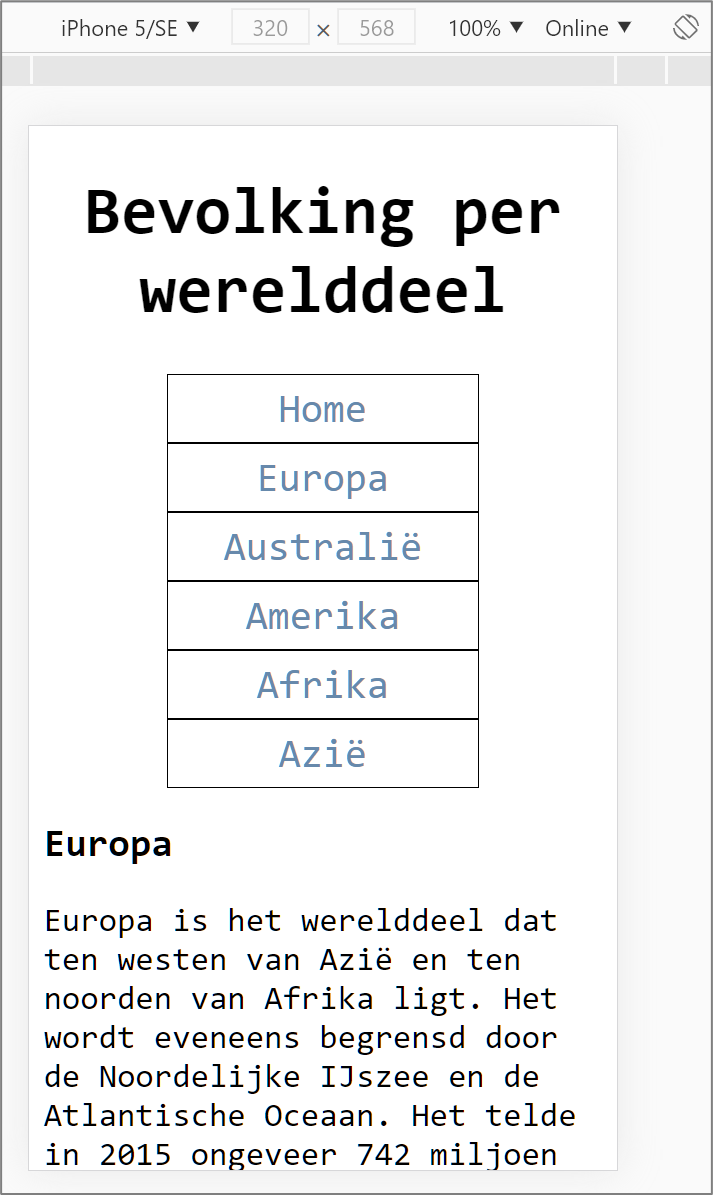 iPhone 5/SE ▼ 320 × 568 100% ▼ Online ▼
Bevolking per
werelddeel
Home
Europa
Australië
Amerika
Afrika
Azië
Europa
Europa is het werelddeel dat
ten westen van Azië en ten
noorden van Afrika ligt. Het
wordt eveneens begrensd door
de Noordelijke IJszee en de
Atlantische Oceaan. Het telde
in 2015 ongeveer 742 miljoen